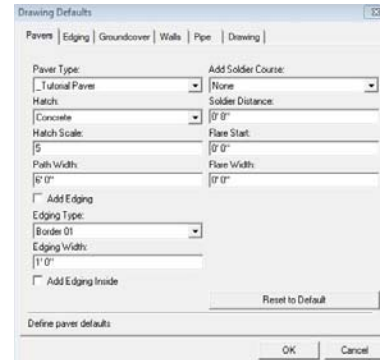 Drawing Defaults
Pavers Edging Groundcover Walls Pipe Drawing
Paver Type:
_Tutorial Paver
Hatch:
Concrete
Hatch Scale:
5
Path Width:
6' 0"
Add Edging
Edging Type:
Border 01
Edging Width:
1' 0"
Add Edging Inside
Add Soldier Course:
None
Soldier Distance:
0' 0"
Flare Start:
0' 0"
Flare Width:
0' 0"
Reset to Default
Define paver defaults
OK Cancel